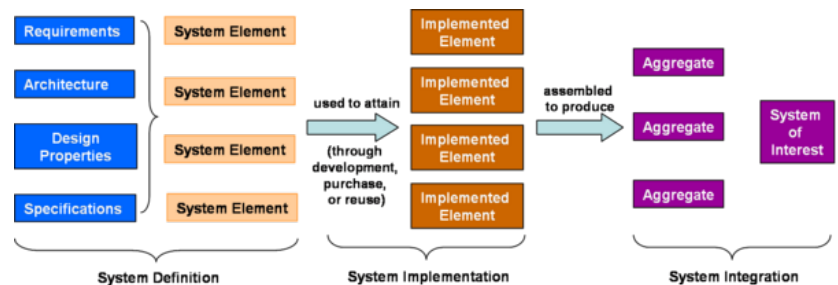 Requirements
Architecture
Design
Properties
Specifications
System Element
System Element
System Element
System Element
System Definition
used to attain
(through
development,
purchase,
or reuse)
Implemented
Element
Implemented
Element
Implemented
Element
Implemented
Element
System Implementation
assembled
to produce
Aggregate
Aggregate
Aggregate
System
of
Interest
System Integration